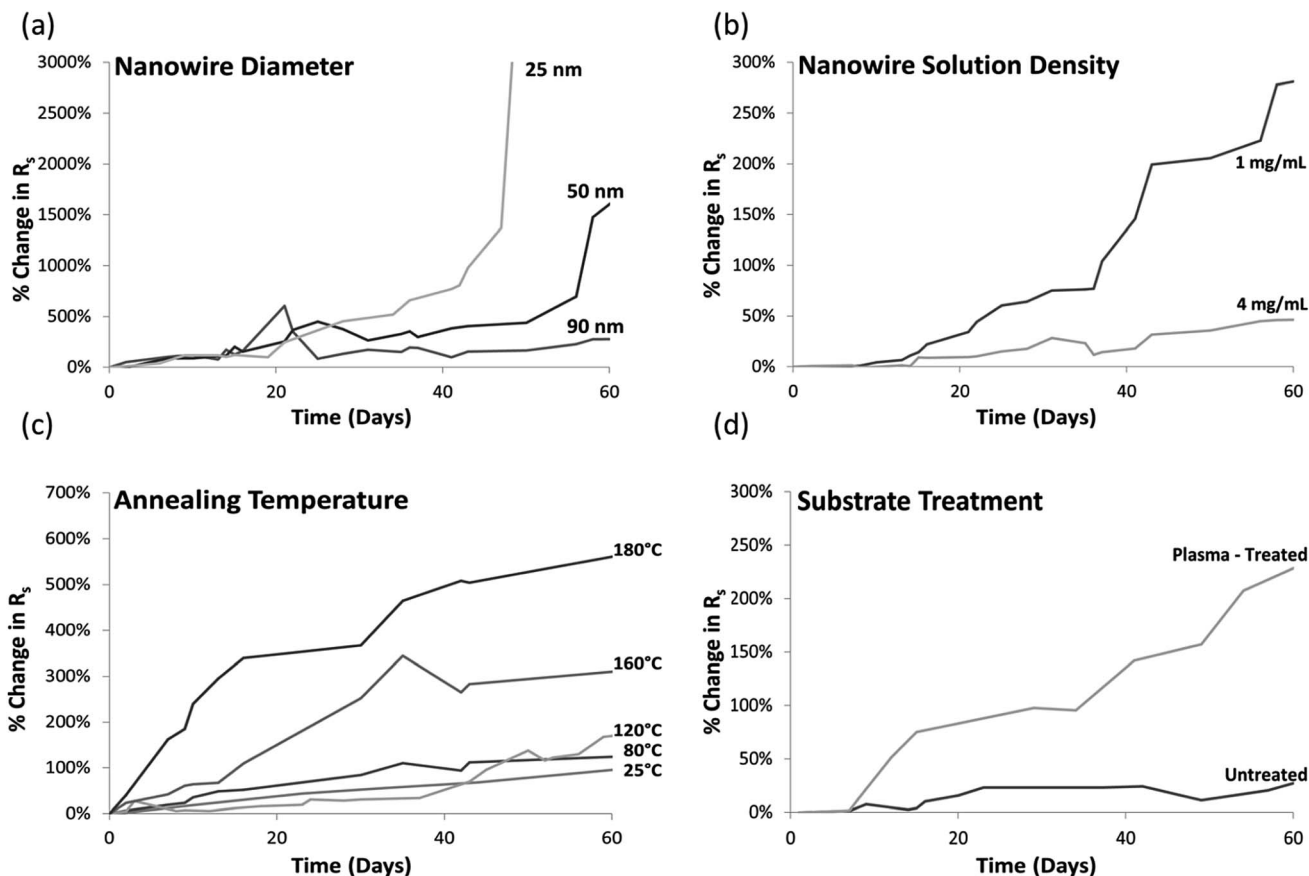 (a)
Nanowire Diameter
3000%
2500%
2000%
1500%
1000%
500%
0%
% Change in Rs
25 nm
50 nm
90 nm
0
20
40
60
Time (Days)
(b)
Nanowire Solution Density
300%
250%
200%
150%
100%
50%
0%
% Change in Rs
1 mg/mL
4 mg/mL
0
20
40
60
Time (Days)
(c)
Annealing Temperature
700%
600%
500%
400%
300%
200%
100%
0%
% Change in Rs
180°C
160°C
120°C
80°C
25°C
0
20
40
60
Time (Days)
(d)
Substrate Treatment
300%
250%
200%
150%
100%
50%
0%
% Change in Rs
Plasma - Treated
Untreated
0
20
40
60
Time (Days)